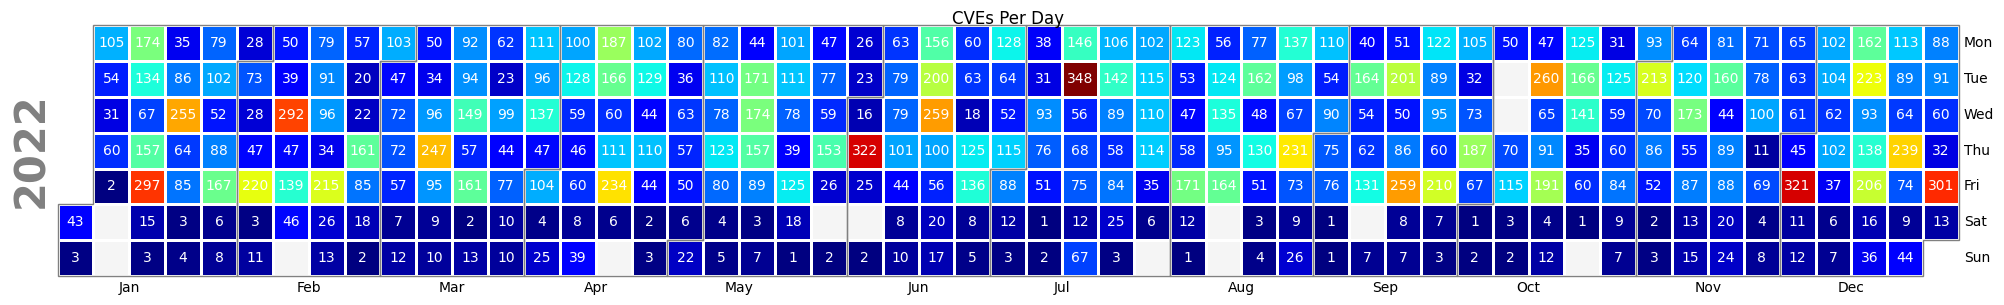 CVEs Per Day
2022
105 174 35 79 28 50 79 57 103 50 92 62 111 100 187 102 80 82 44 101 47 26 63 156 60 128 38 146 106 102 123 56 77 137 110 40 51 122 105 50 47 125 31 93 64 81 71 65 102 162 113 88 Mon
54 134 86 102 73 39 91 20 47 34 94 23 96 128 166 129 36 110 171 111 77 23 79 200 63 64 31 348 142 115 53 124 162 98 54 164 201 89 32 260 166 125 213 120 160 78 63 104 223 89 91 Tue
31 67 255 52 28 292 96 22 72 96 149 99 137 59 60 44 63 78 174 78 59 16 79 259 18 52 93 56 89 110 47 135 48 67 90 54 50 95 73 65 141 59 70 173 44 100 61 62 93 64 60 Wed
60 157 64 88 47 47 34 161 72 247 57 44 47 46 111 110 57 123 157 39 153 322 101 100 125 115 76 68 58 114 58 95 130 231 75 62 86 60 187 70 91 35 60 86 55 89 11 45 102 138 239 32 Thu
2 297 85 167 220 139 215 85 57 95 161 77 104 60 234 44 50 80 89 125 26 25 44 56 136 88 51 75 84 35 171 164 51 73 76 131 259 210 67 115 191 60 84 52 87 88 69 321 37 206 74 301 Fri
43 15 3 6 3 46 26 18 7 9 2 10 4 8 6 2 6 4 3 18 8 20 8 12 1 12 25 6 12 3 9 1 8 7 1 3 4 1 9 2 13 20 4 11 6 16 9 13 Sat
3 3 4 8 11 13 2 12 10 13 10 25 39 3 22 5 7 1 2 2 10 17 5 3 2 67 3 1 4 26 1 7 7 3 2 2 12 7 3 15 24 8 12 7 36 44 Sun
Jan Feb Mar Apr May Jun Jul Aug Sep Oct Nov Dec